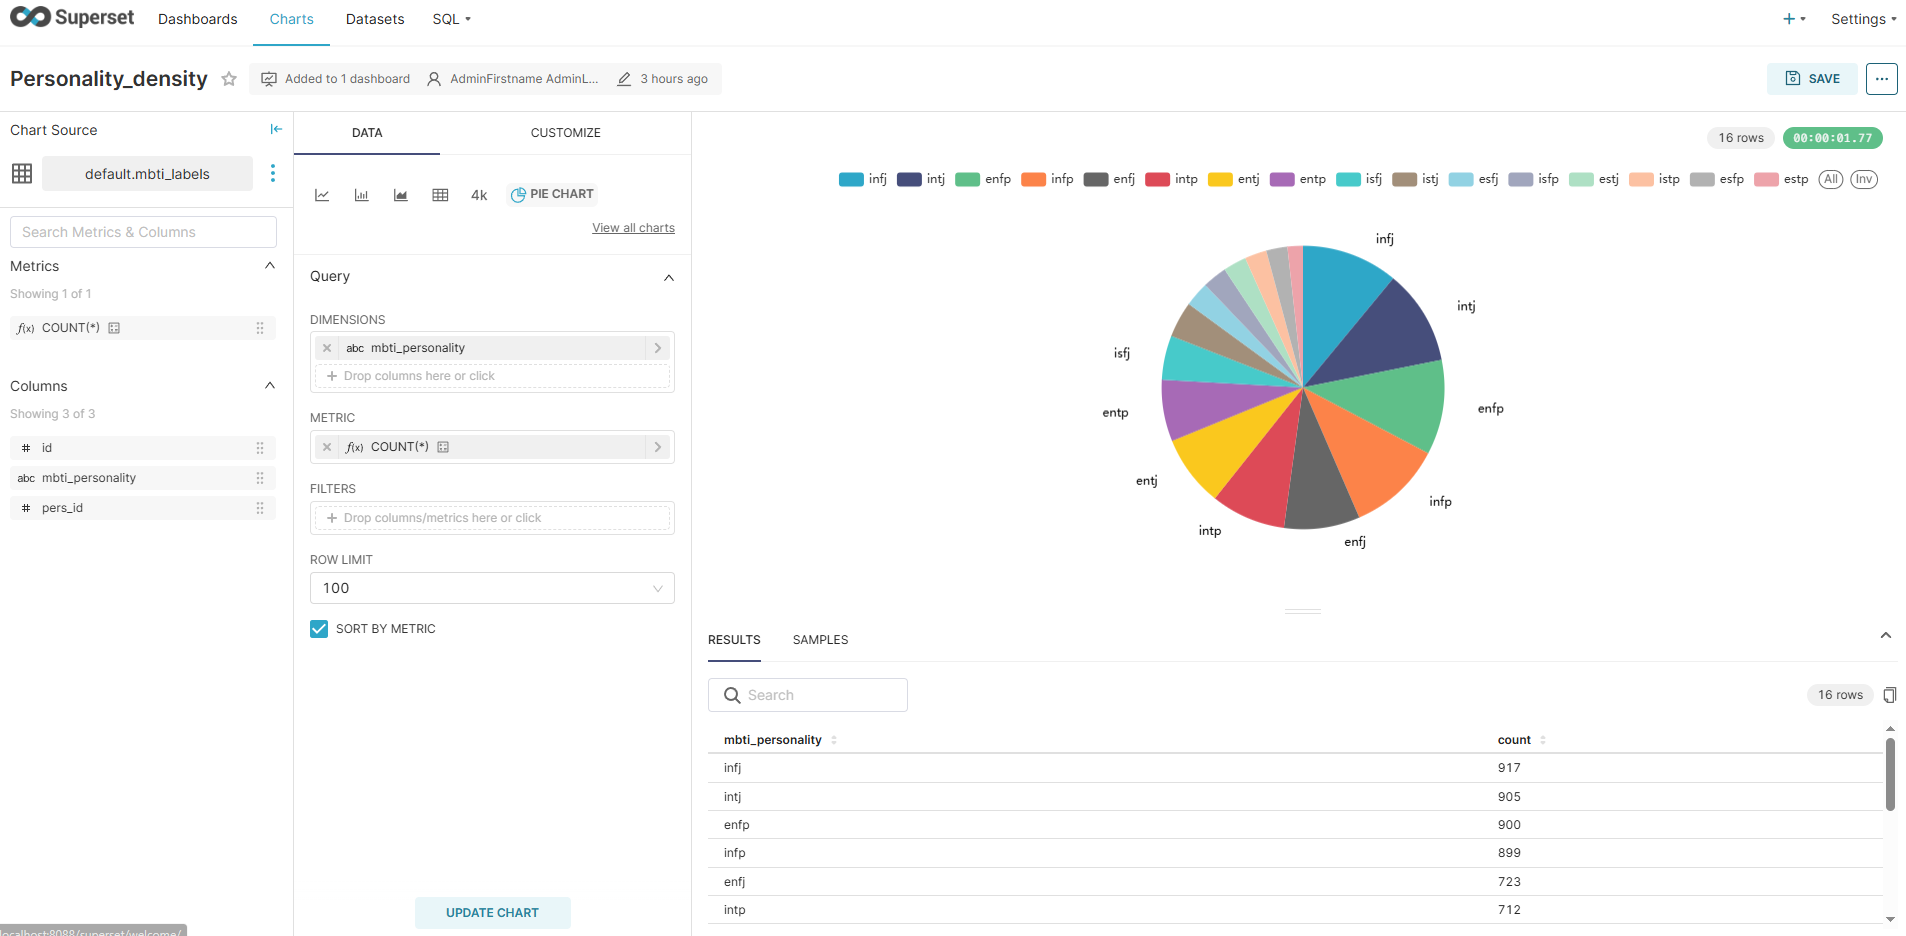 Superset
Dashboards
Charts
Datasets
SQL
Settings
Personality_density
Added to 1 dashboard
AdminFirstname AdminL...
3 hours ago
SAVE
Chart Source
default.mbti_labels
Search Metrics & Columns
Metrics
Showing 1 of 1
f(x) COUNT(*)
Columns
Showing 3 of 3
# id
abc mbti_personality
# pers_id
DATA
CUSTOMIZE
4k
PIE CHART
View all charts
Query
DIMENSIONS
abc mbti_personality
+ Drop columns here or click
METRIC
f(x) COUNT(*)
FILTERS
+ Drop columns/metrics here or click
ROW LIMIT
100
SORT BY METRIC
UPDATE CHART
16 rows
00:00:01.77
infj intj enfp infp enfj intp entj entp isfj istj esfj isfp estj istp esfp estp All Inv
infj
intj
isfj
enfp
entp
entj
infp
intp
enfj
RESULTS
SAMPLES
Search
16 rows
mbti_personality count
infj 917
intj 905
enfp 900
infp 899
enfj 723
intp 712
localhost:8088/superset/welcome/